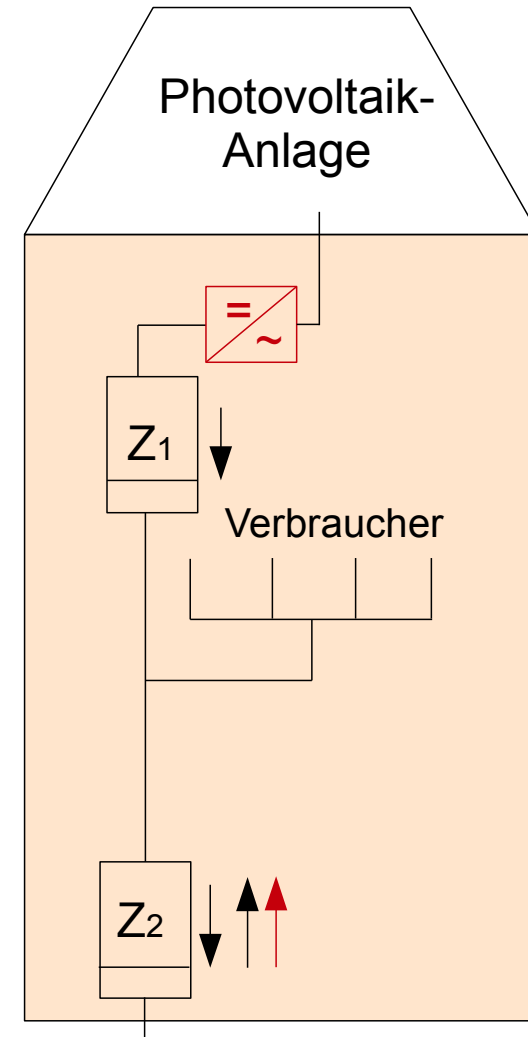 Photovoltaik-
Anlage
=
~
Z1
Verbraucher
Z2